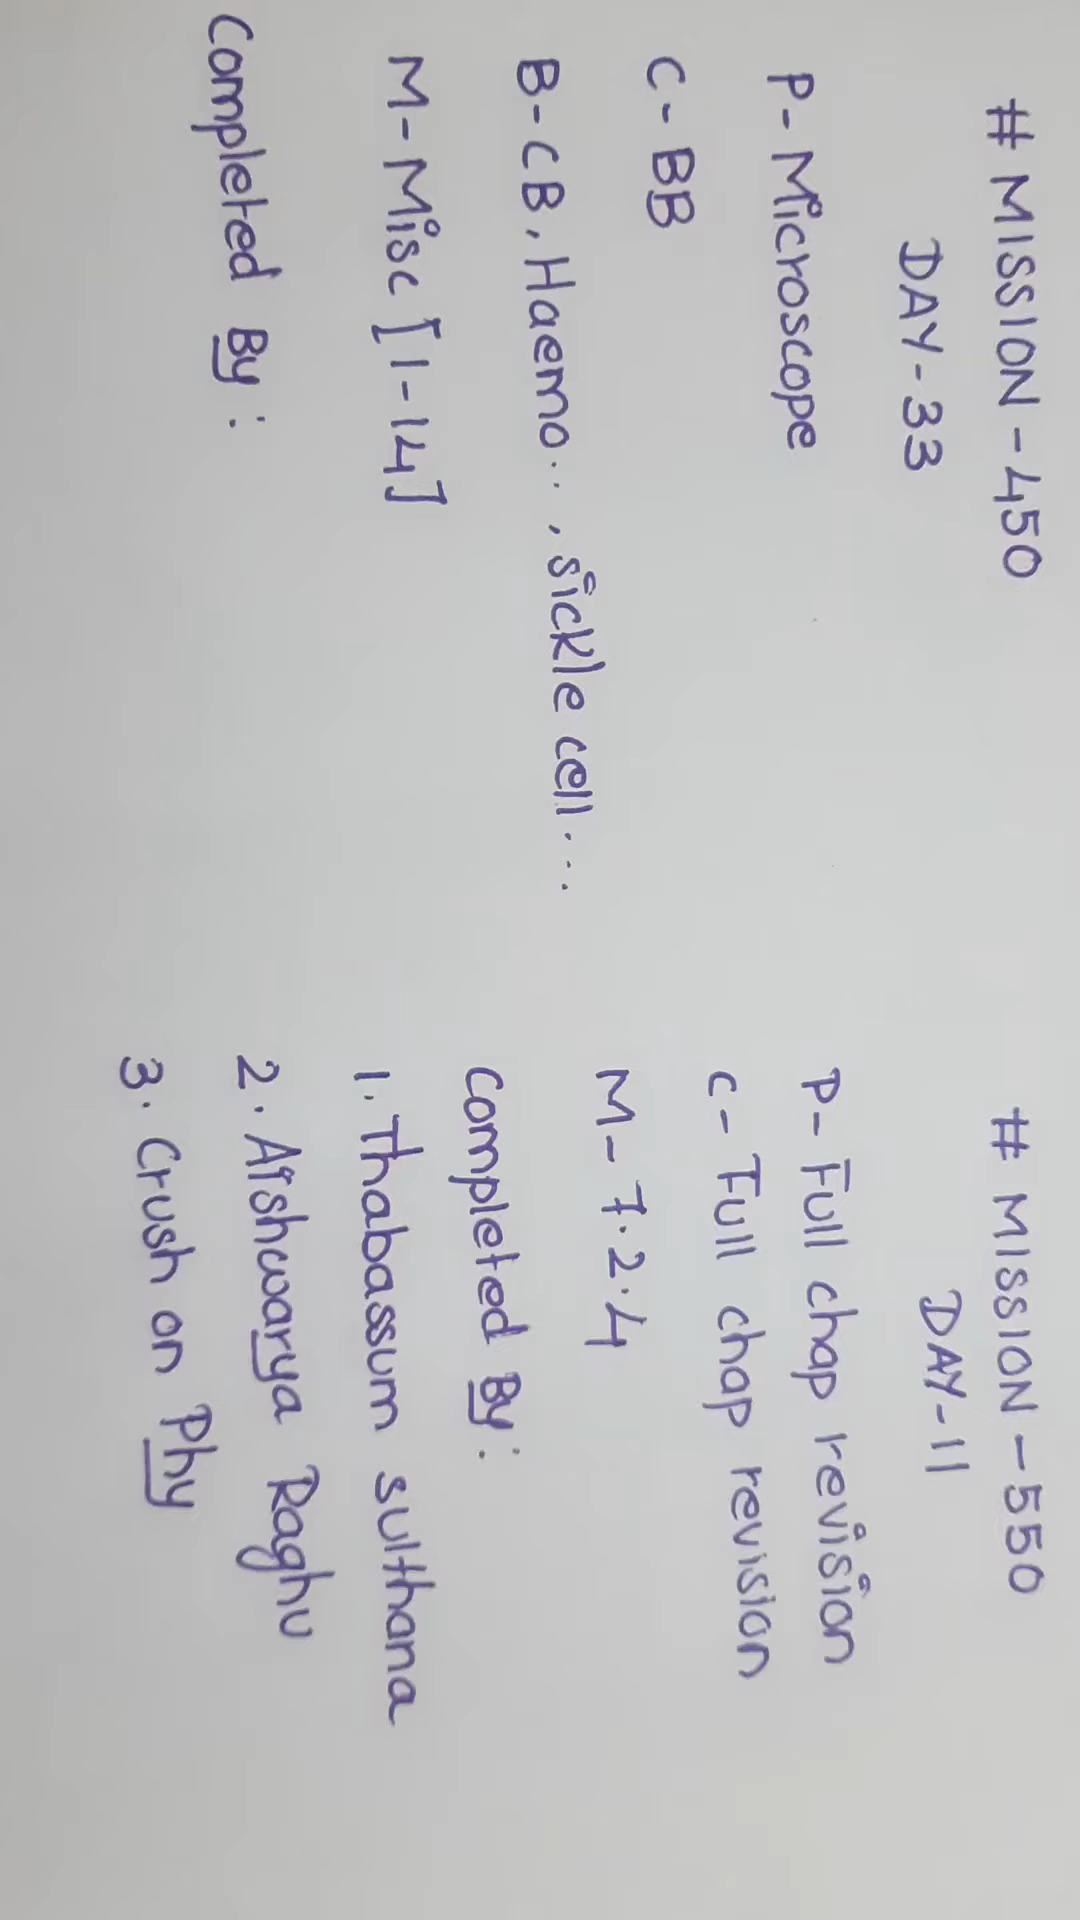 # MISSION-450
DAY-33
P-Microscope
C-BB
B-CB, Haemo.., sickle cell...
M-Misc [1-14]
Completed By:
# MISSION-550
DAY-11
P-Full chap revision
C-Full chap revision
M-7.2.4
Completed By:
1. Thabassum sulthana
2. Aishwarya Raghu
3. Crush on Phy